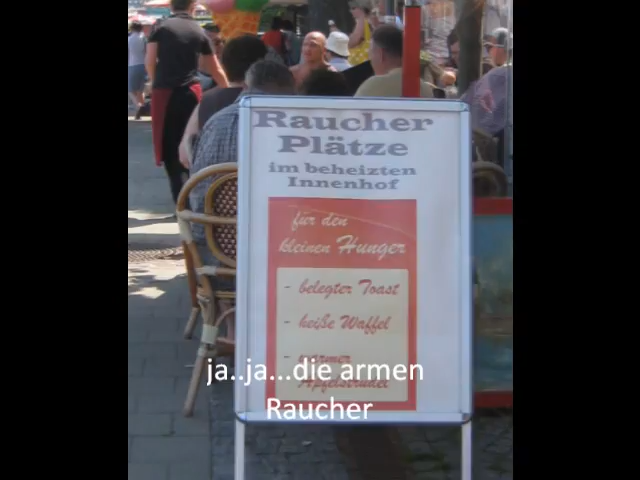 Raucher
Plätze
im beheizten
Innenhof
für den
kleinen Hunger
- belegter Toast
- heiße Waffel
- warmer
Apfelstrudel
ja..ja...die armen
Raucher